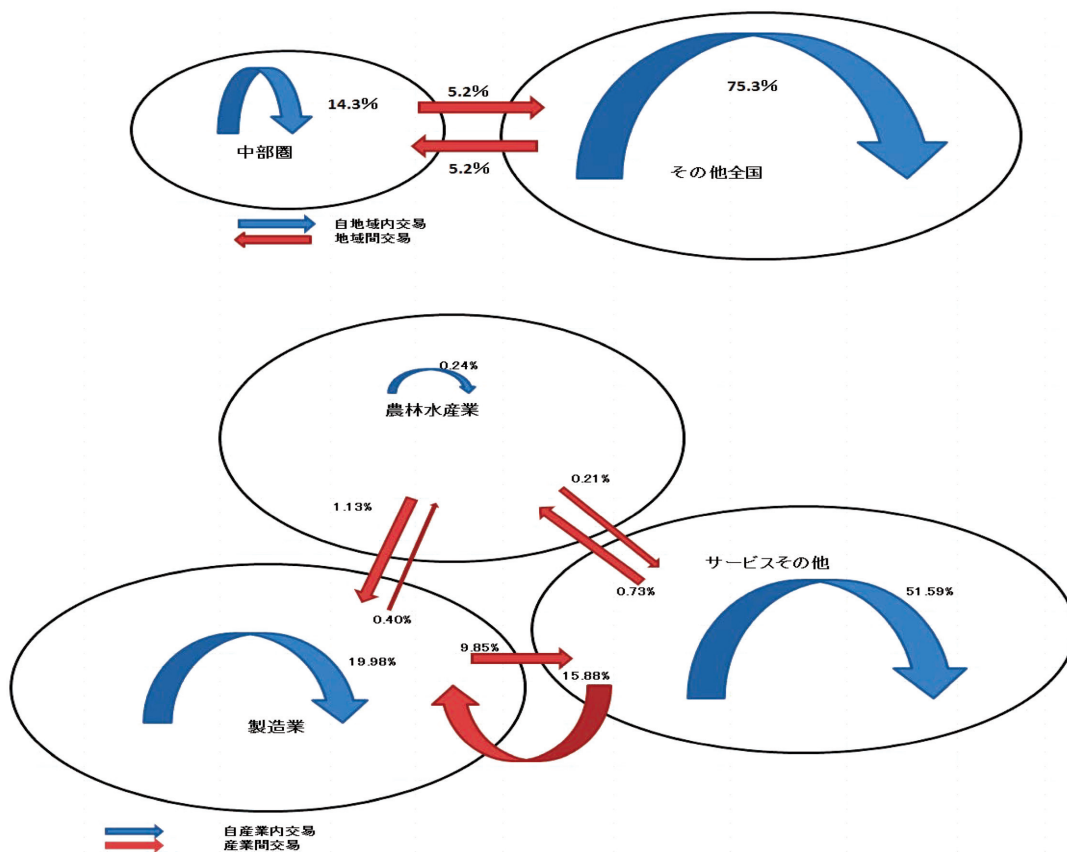 5.2%
14.3%
75.3%
中部圏
5.2%
その他全国
自地域内交易
地域間交易
0.24%
農林水産業
0.21%
1.13%
サービスその他
0.73%
51.59%
0.40%
9.85%
19.98%
15.88%
製造業
自産業内交易
産業間交易